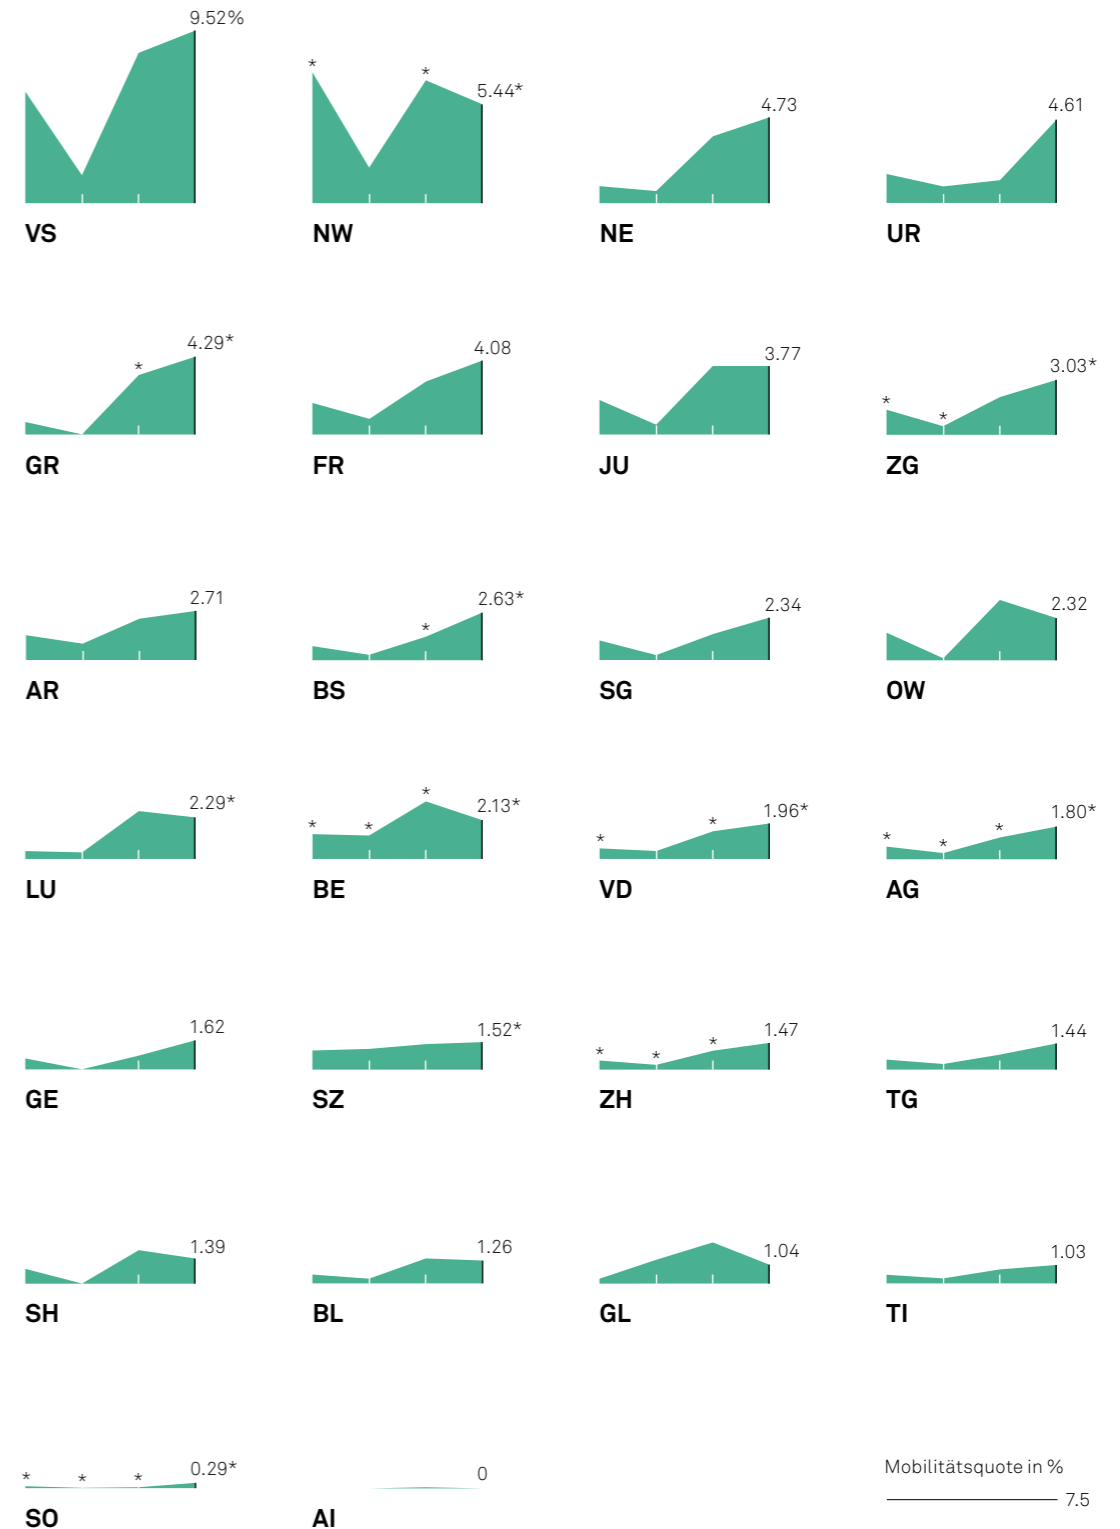 9.52%
* * 5.44*
4.73
4.61
VS
NW
NE
UR
* 4.29*
4.08
3.77
* * 3.03*
GR
FR
JU
ZG
2.71
* 2.63*
2.34
2.32
AR
BS
SG
OW
2.29*
* * * 2.13*
* * 1.96*
* * * 1.80*
LU
BE
VD
AG
1.62
1.52*
* * * 1.47
1.44
GE
SZ
ZH
TG
1.39
1.26
1.04
1.03
SH
BL
GL
TI
* * * 0.29*
0
SO
AI
Mobilitätsquote in %
7.5